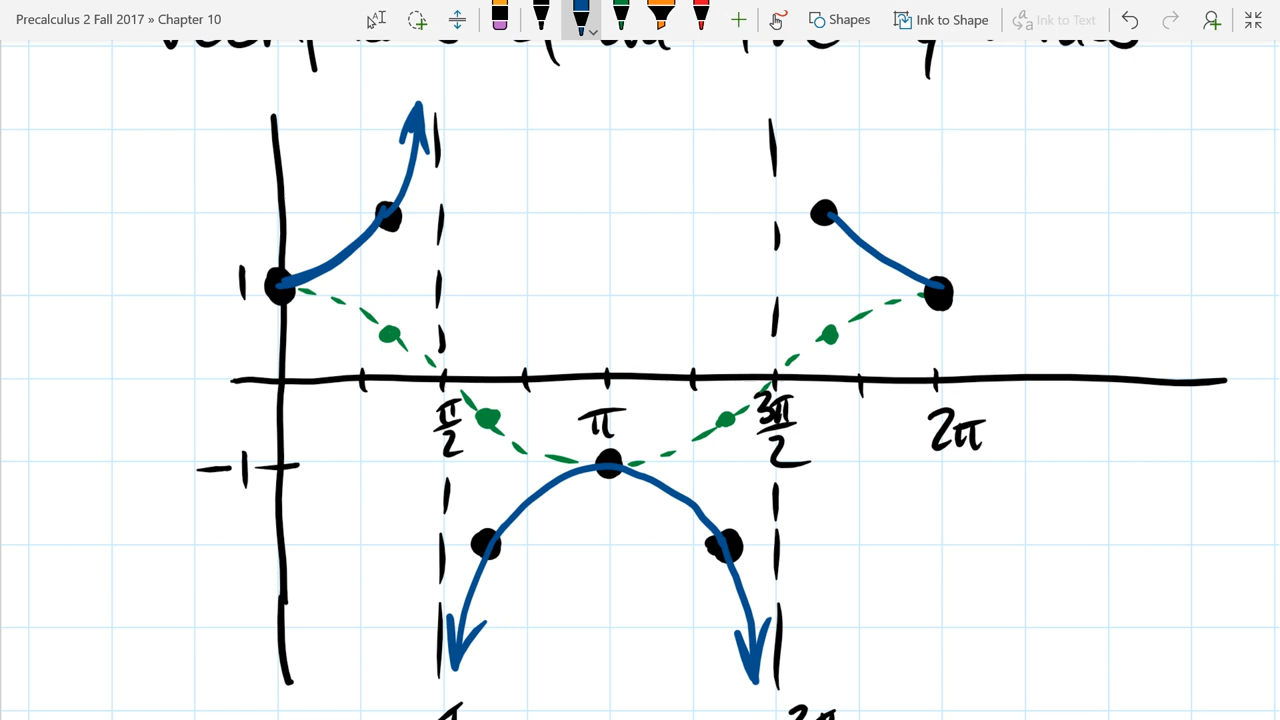 Precalculus 2 Fall 2017 » Chapter 10
Shapes
Ink to Shape
Ink to Text
1
π/2
π
3π/2
2π
-1